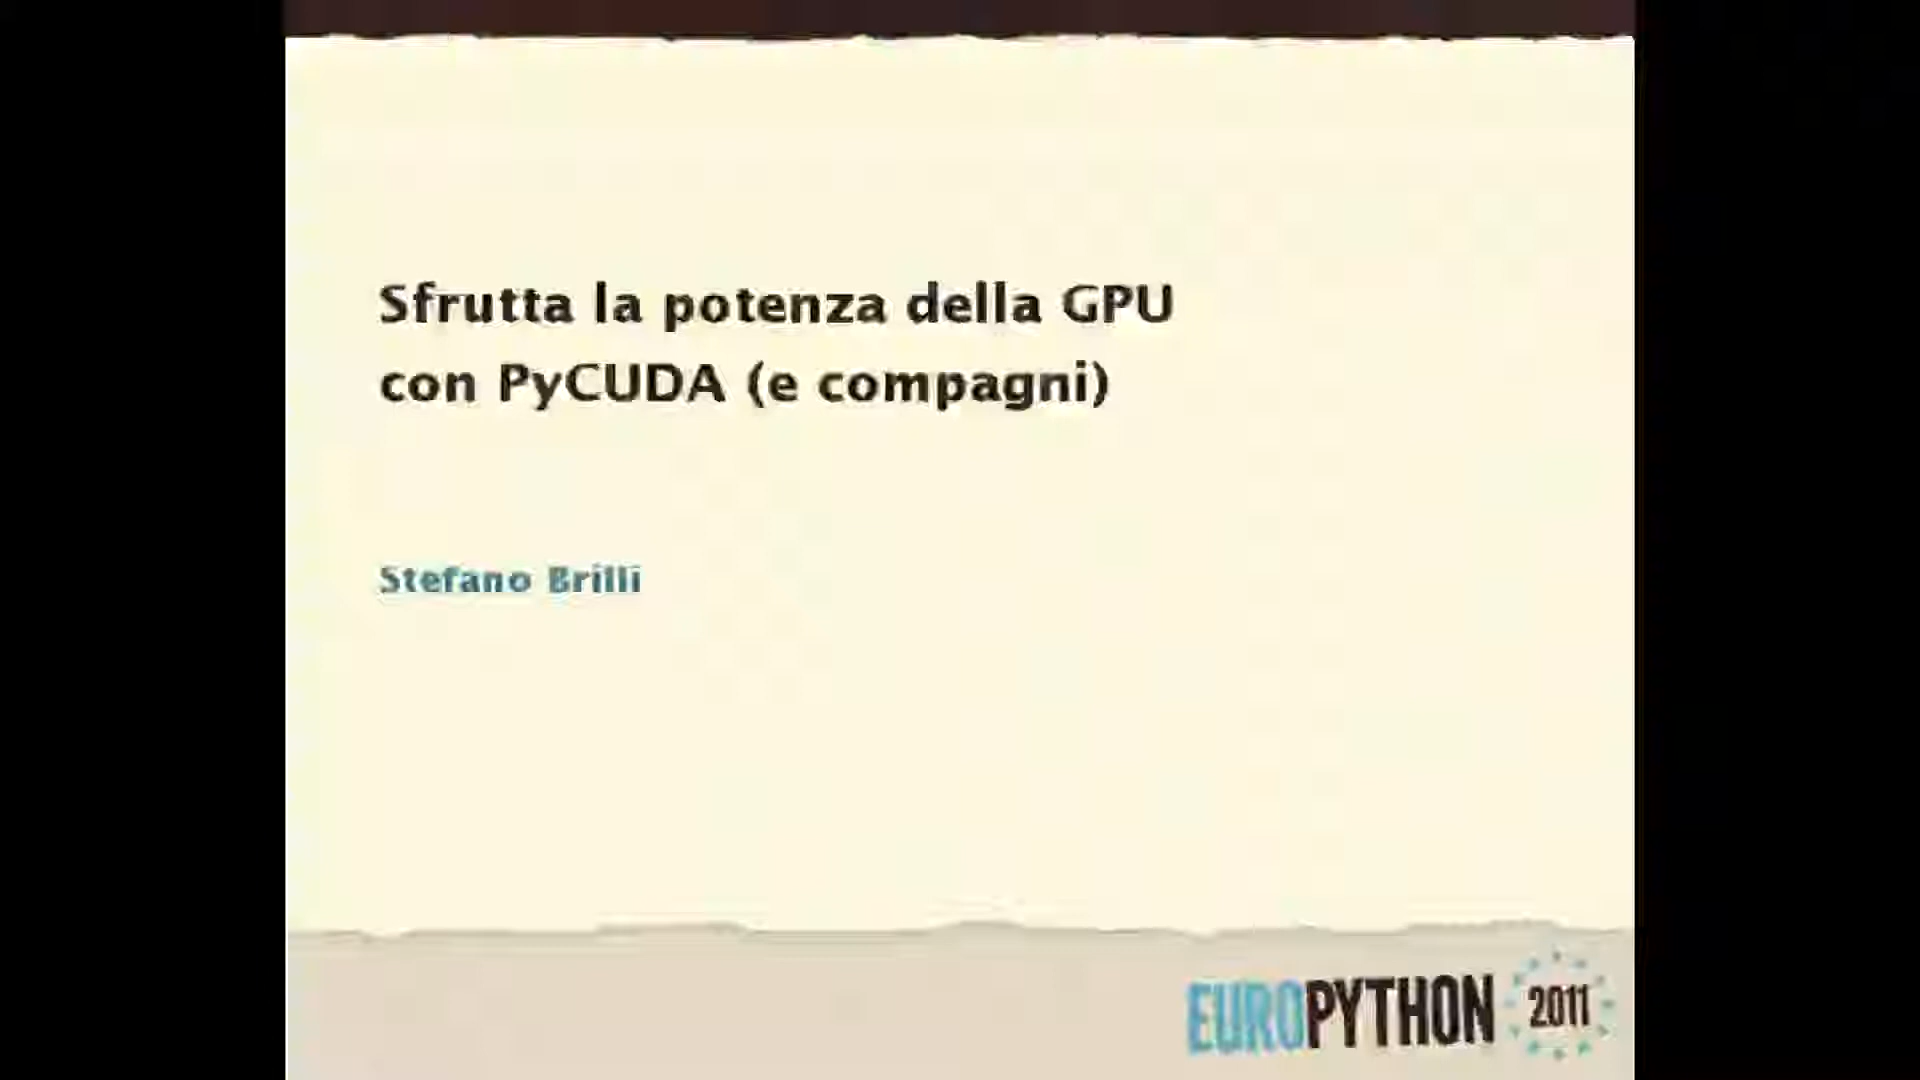 Sfrutta la potenza della GPU
con PyCUDA (e compagni)
Stefano Brilli
EUROPYTHON 2011